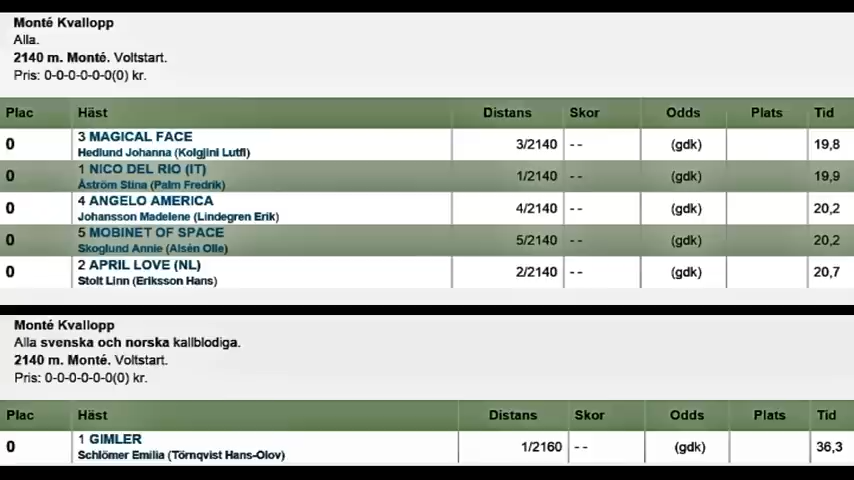 Monté Kvallopp
Alla.
2140 m. Monté. Voltstart.
Pris: 0-0-0-0-0-0(0) kr.
Plac Häst Distans Skor Odds Plats Tid
0 3 MAGICAL FACE 3/2140 - - (gdk) 19,8
Hedlund Johanna (Kolgjini Lutfi)
0 1 NICO DEL RIO (IT) 1/2140 - - (gdk) 19,9
Åström Stina (Palm Fredrik)
0 4 ANGELO AMERICA 4/2140 - - (gdk) 20,2
Johansson Madelene (Lindegren Erik)
0 5 MOBINET OF SPACE 5/2140 - - (gdk) 20,2
Skoglund Annie (Alsén Olle)
0 2 APRIL LOVE (NL) 2/2140 - - (gdk) 20,7
Stolt Linn (Eriksson Hans)
Monté Kvallopp
Alla svenska och norska kallblodiga.
2140 m. Monté. Voltstart.
Pris: 0-0-0-0-0-0(0) kr.
Plac Häst Distans Skor Odds Plats Tid
0 1 GIMLER 1/2160 - - (gdk) 36,3
Schlömer Emilia (Törnqvist Hans-Olov)